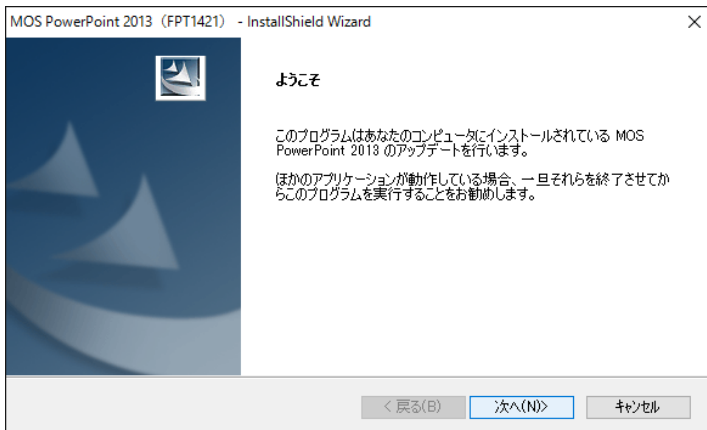 MOS PowerPoint 2013（FPT1421） - InstallShield Wizard
ようこそ
このプログラムはあなたのコンピュータにインストールされている MOS
PowerPoint 2013 のアップデートを行います。
ほかのアプリケーションが動作している場合、一旦それらを終了させてか
らこのプログラムを実行することをお勧めします。
< 戻る(B)
次へ(N)>
キャンセル